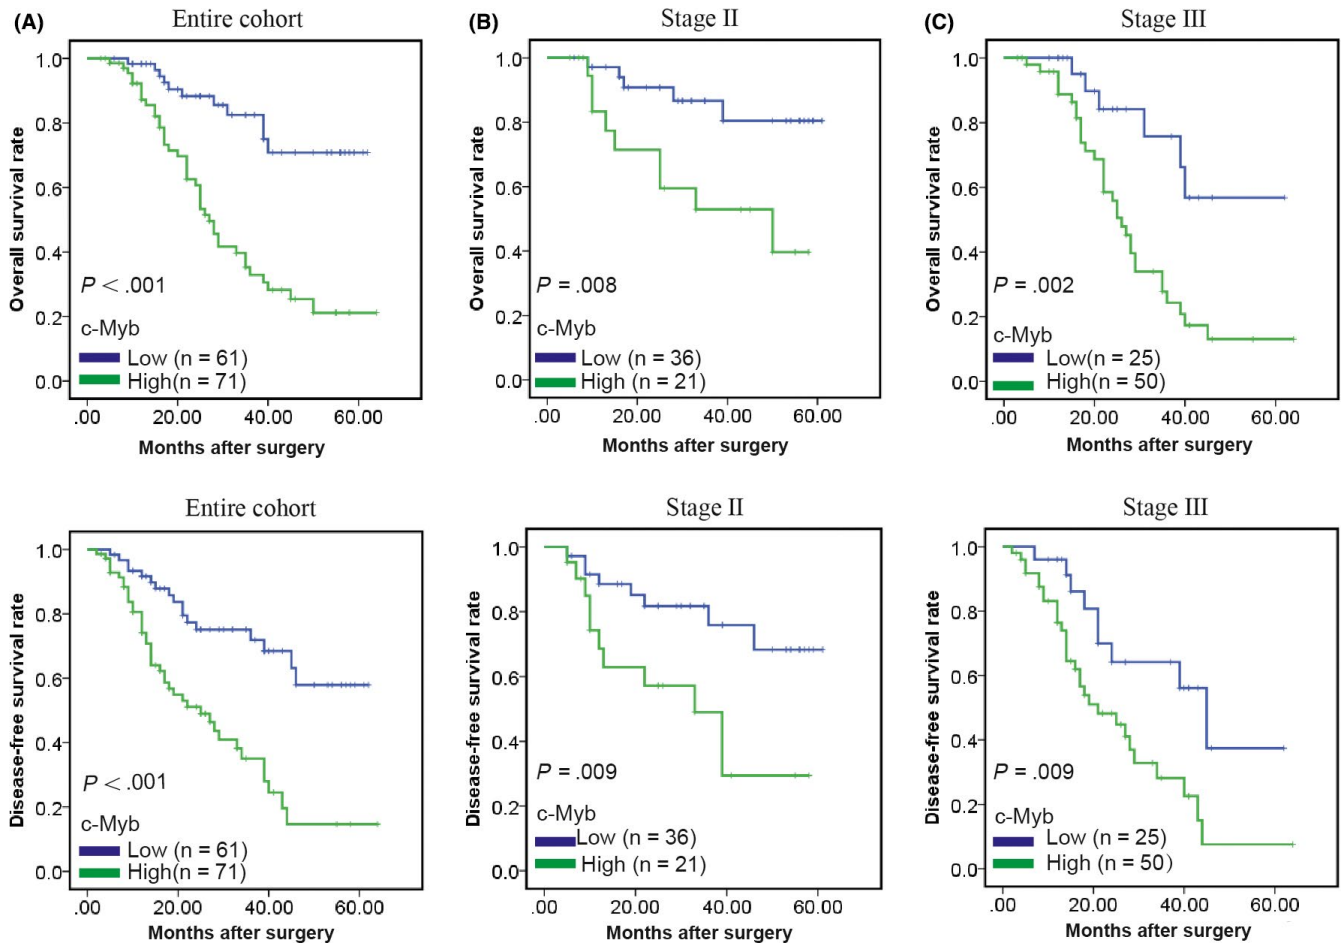 (A) Entire cohort
1.0
0.8
0.6
0.4
0.2
0.0
Overall survival rate
P < .001
c-Myb
Low (n = 61)
High(n = 71)
.00 20.00 40.00 60.00
Months after surgery
(B) Stage II
1.0
0.8
0.6
0.4
0.2
0.0
Overall survival rate
P = .008
c-Myb
Low (n = 36)
High (n = 21)
.00 20.00 40.00 60.00
Months after surgery
(C) Stage III
1.0
0.8
0.6
0.4
0.2
0.0
Overall survival rate
P = .002
c-Myb
Low(n = 25)
High(n = 50)
.00 20.00 40.00 60.00
Months after surgery
Entire cohort
1.0
0.8
0.6
0.4
0.2
0.0
Disease-free survival rate
P < .001
c-Myb
Low (n = 61)
High(n = 71)
.00 20.00 40.00 60.00
Months after surgery
Stage II
1.0
0.8
0.6
0.4
0.2
0.0
Disease-free survival rate
P = .009
c-Myb
Low (n = 36)
High (n = 21)
.00 20.00 40.00 60.00
Months after surgery
Stage III
1.0
0.8
0.6
0.4
0.2
0.0
Disease-free survival rate
P = .009
c-Myb
Low (n = 25)
High (n = 50)
.00 20.00 40.00 60.00
Months after surgery